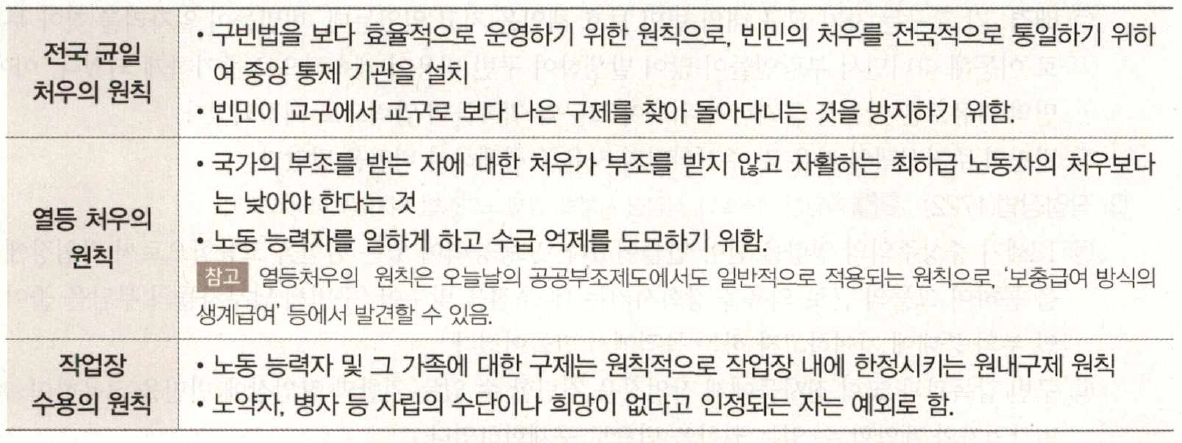 전국 균일
처우의 원칙
• 구빈법을 보다 효율적으로 운영하기 위한 원칙으로, 빈민의 처우를 전국적으로 통일하기 위하
여 중앙 통제 기관을 설치
• 빈민이 교구에서 교구로 보다 나은 구제를 찾아 돌아다니는 것을 방지하기 위함.
열등 처우의
원칙
• 국가의 부조를 받는 자에 대한 처우가 부조를 받지 않고 자활하는 최하급 노동자의 처우보다
는 낮아야 한다는 것
• 노동 능력자를 일하게 하고 수급 억제를 도모하기 위함.
참고 열등처우의 원칙은 오늘날의 공공부조제도에서도 일반적으로 적용되는 원칙으로, '보충급여 방식의
생계급여' 등에서 발견할 수 있음.
작업장
수용의 원칙
• 노동 능력자 및 그 가족에 대한 구제는 원칙적으로 작업장 내에 한정시키는 원내구제 원칙
• 노약자, 병자 등 자립의 수단이나 희망이 없다고 인정되는 자는 예외로 함.